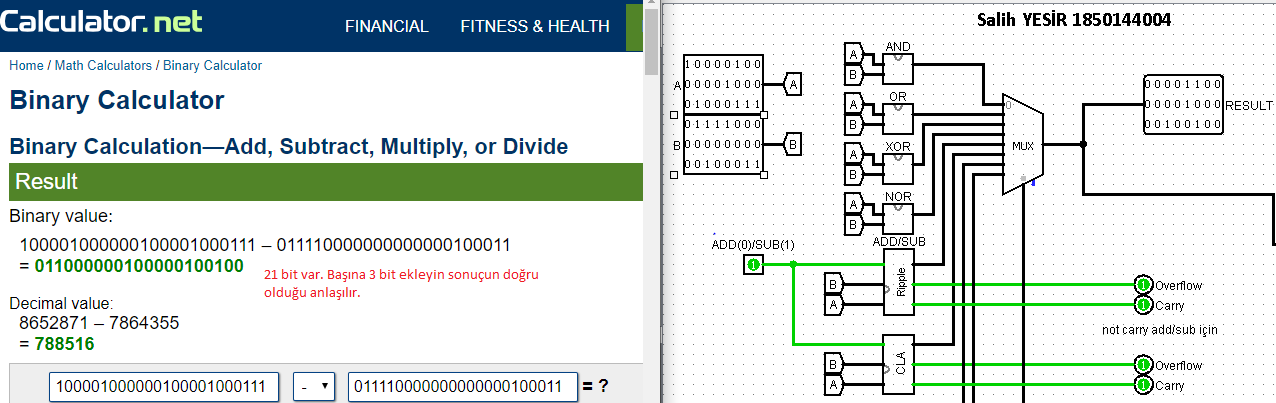 Calculator.net
FINANCIAL FITNESS & HEALTH
Home / Math Calculators / Binary Calculator
Binary Calculator
Binary Calculation—Add, Subtract, Multiply, or Divide
Result
Binary value:
100001000000100001000111 – 011110000000000000100011
= 011000000100000100100
21 bit var. Başına 3 bit ekleyin sonuçun doğru
olduğu anlaşılır.
Decimal value:
8652871 – 7864355
= 788516
100001000000100001000111 - 011110000000000000100011 = ?
Salih YESİR 1850144004
A
10000100
00001000
01000111
A
B
01111000
00000000
00100011
B
AND
A
B
OR
A
B
XOR
A
B
NOR
A
B
0
MUX
00001100
00001000
00100100
RESULT
ADD(0)/SUB(1)
1
ADD/SUB
Ripple
B
A
1 Overflow
1 Carry
not carry add/sub için
CLA
B
A
1 Overflow
1 Carry